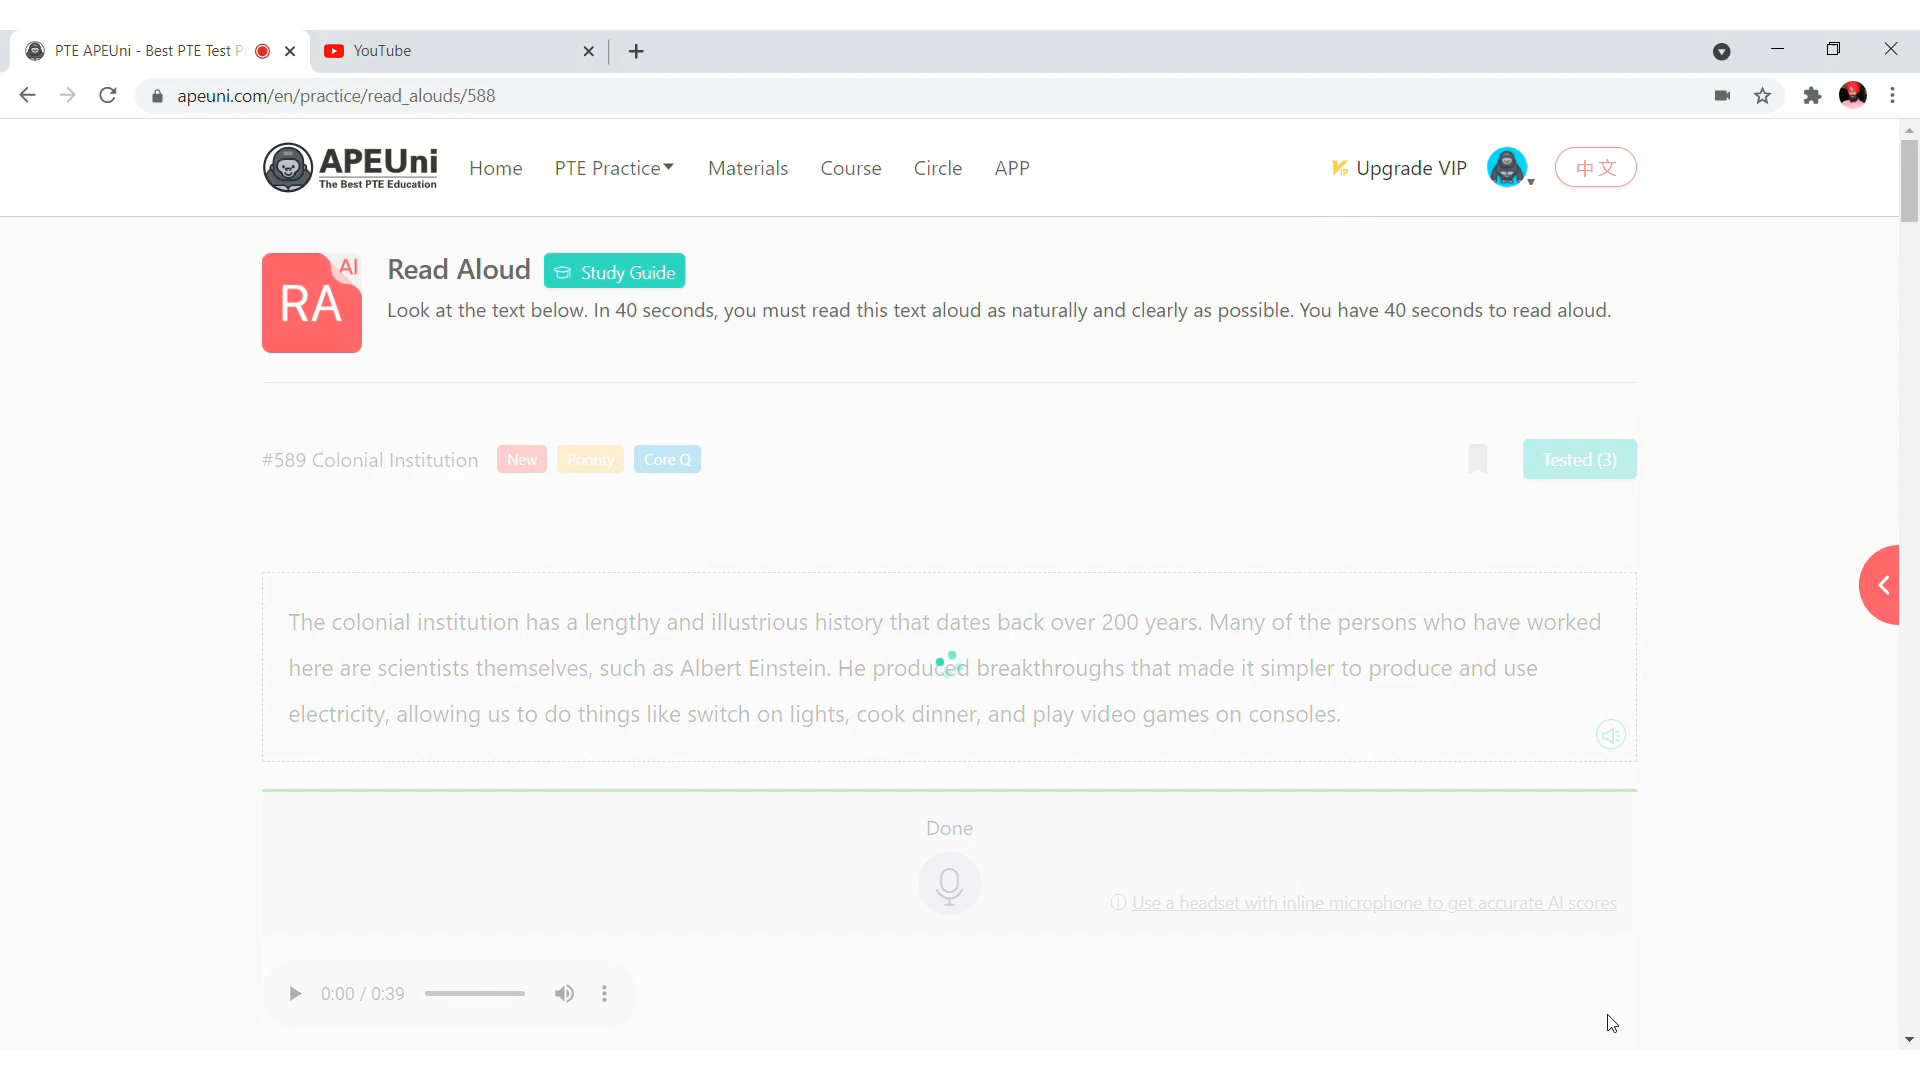 PTE APEUni - Best PTE Test P
YouTube
apeuni.com/en/practice/read_alouds/588
APEUni
The Best PTE Education
Home
PTE Practice
Materials
Course
Circle
APP
Upgrade VIP
中文
RA
AI
Read Aloud
Study Guide
Look at the text below. In 40 seconds, you must read this text aloud as naturally and clearly as possible. You have 40 seconds to read aloud.
#589 Colonial Institution
New
Priority
Core Q
Tested (3)
The colonial institution has a lengthy and illustrious history that dates back over 200 years. Many of the persons who have worked
here are scientists themselves, such as Albert Einstein. He produced breakthroughs that made it simpler to produce and use
electricity, allowing us to do things like switch on lights, cook dinner, and play video games on consoles.
Done
Use a headset with inline microphone to get accurate AI scores
0:00 / 0:39